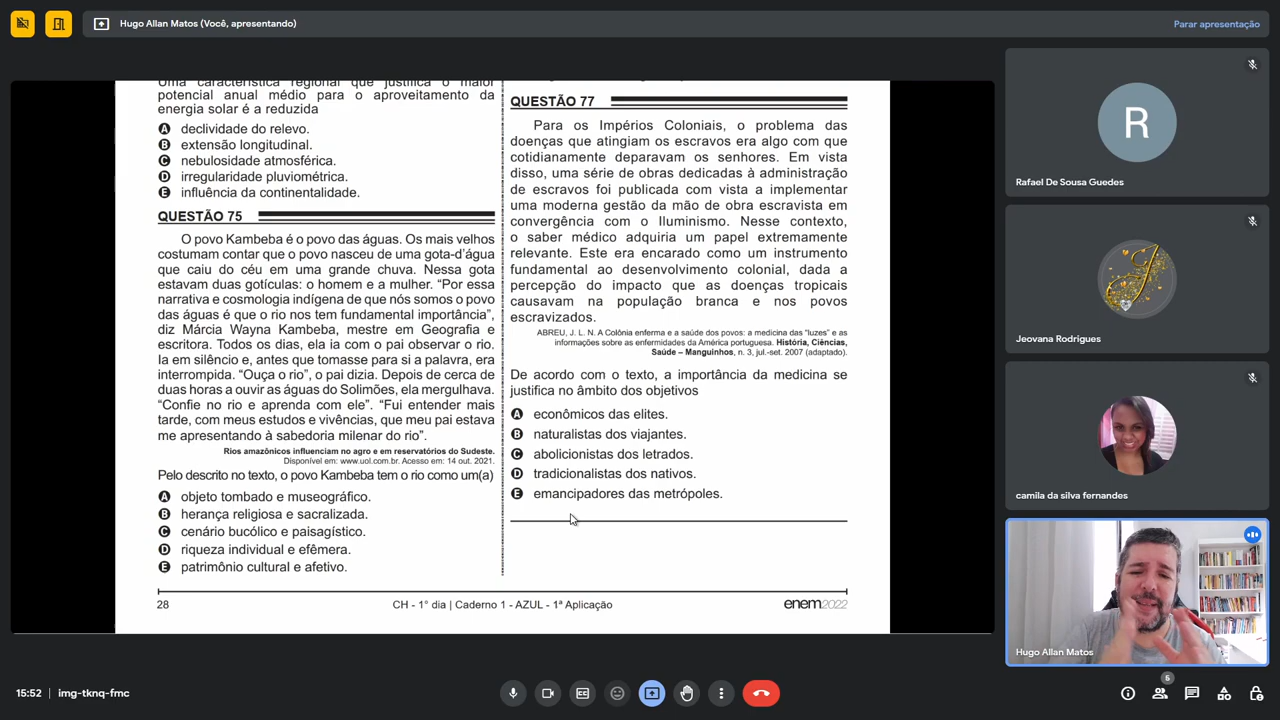 Hugo Allan Matos (Você, apresentando)
Parar apresentação
Uma característica regional que justifica o maior
potencial anual médio para o aproveitamento da
energia solar é a reduzida
A declividade do relevo.
B extensão longitudinal.
C nebulosidade atmosférica.
D irregularidade pluviométrica.
E influência da continentalidade.
QUESTÃO 75
O povo Kambeba é o povo das águas. Os mais velhos
costumam contar que o povo nasceu de uma gota-d’água
que caiu do céu em uma grande chuva. Nessa gota
estavam duas gotículas: o homem e a mulher. “Por essa
narrativa e cosmologia indígena de que nós somos o povo
das águas é que o rio nos tem fundamental importância”,
diz Márcia Wayna Kambeba, mestre em Geografia e
escritora. Todos os dias, ela ia com o pai observar o rio.
Ia em silêncio e, antes que tomasse para si a palavra, era
interrompida. “Ouça o rio”, o pai dizia. Depois de cerca de
duas horas a ouvir as águas do Solimões, ela mergulhava.
“Confie no rio e aprenda com ele”. “Fui entender mais
tarde, com meus estudos e vivências, que meu pai estava
me apresentando à sabedoria milenar do rio”.
Rios amazônicos influenciam no agro e em reservatórios do Sudeste.
Disponível em: www.uol.com.br. Acesso em: 14 out. 2021.
Pelo descrito no texto, o povo Kambeba tem o rio como um(a)
A objeto tombado e museográfico.
B herança religiosa e sacralizada.
C cenário bucólico e paisagístico.
D riqueza individual e efêmera.
E patrimônio cultural e afetivo.
QUESTÃO 77
Para os Impérios Coloniais, o problema das
doenças que atingiam os escravos era algo com que
cotidianamente deparavam os senhores. Em vista
disso, uma série de obras dedicadas à administração
de escravos foi publicada com vista a implementar
uma moderna gestão da mão de obra escravista em
convergência com o Iluminismo. Nesse contexto,
o saber médico adquiria um papel extremamente
relevante. Este era encarado como um instrumento
fundamental ao desenvolvimento colonial, dada a
percepção do impacto que as doenças tropicais
causavam na população branca e nos povos
escravizados.
ABREU, J. L. N. A Colônia enferma e a saúde dos povos: a medicina das “luzes” e as
informações sobre as enfermidades da América portuguesa. História, Ciências,
Saúde – Manguinhos, n. 3, jul.-set. 2007 (adaptado).
De acordo com o texto, a importância da medicina se
justifica no âmbito dos objetivos
A econômicos das elites.
B naturalistas dos viajantes.
C abolicionistas dos letrados.
D tradicionalistas dos nativos.
E emancipadores das metrópoles.
28
CH - 1° dia | Caderno 1 - AZUL - 1ª Aplicação
enem2022
R
Rafael De Sousa Guedes
Jeovana Rodrigues
camila da silva fernandes
Hugo Allan Matos
15:52
img-tknq-fmc
6